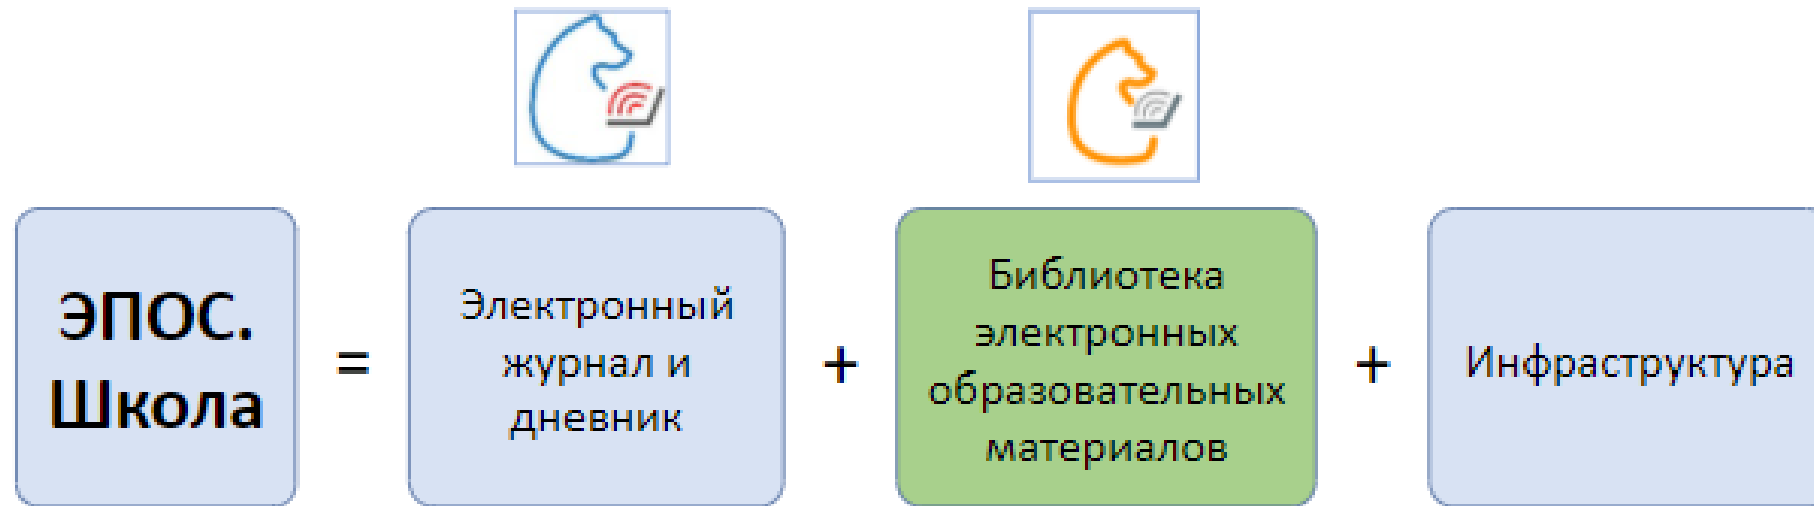 ЭПОС.
Школа
=
Электронный
журнал и
дневник
+
Библиотека
электронных
образовательных
материалов
+
Инфраструктура